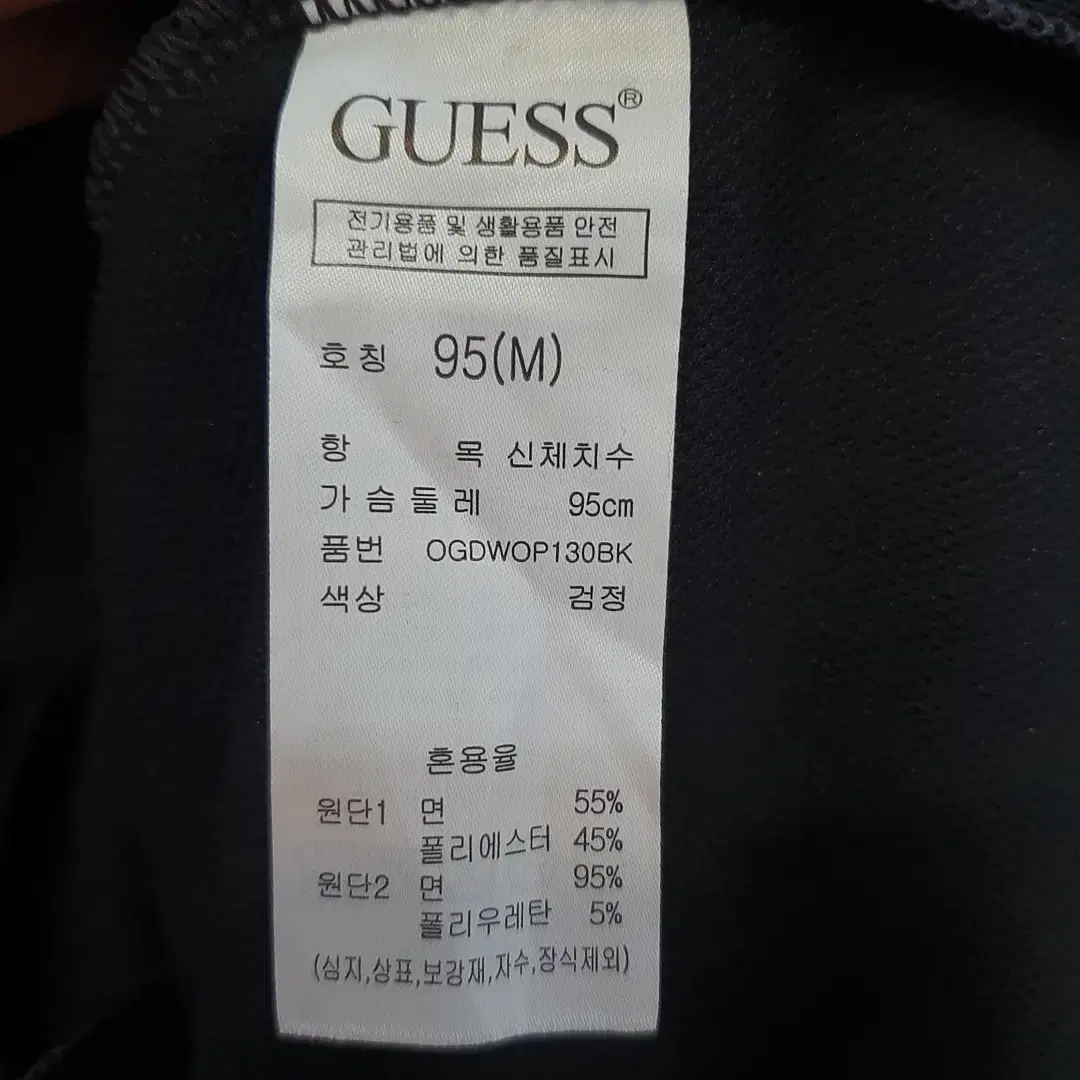 GUESS®
전기용품 및 생활용품 안전
관리법에 의한 품질표시
호칭 95(M)
항 목 신체치수
가슴둘레 95cm
품번 OGDWOP130BK
색상 검정
혼용율
원단1 면 55%
폴리에스터 45%
원단2 면 95%
폴리우레탄 5%
(심지,상표,보강재,자수,장식제외)